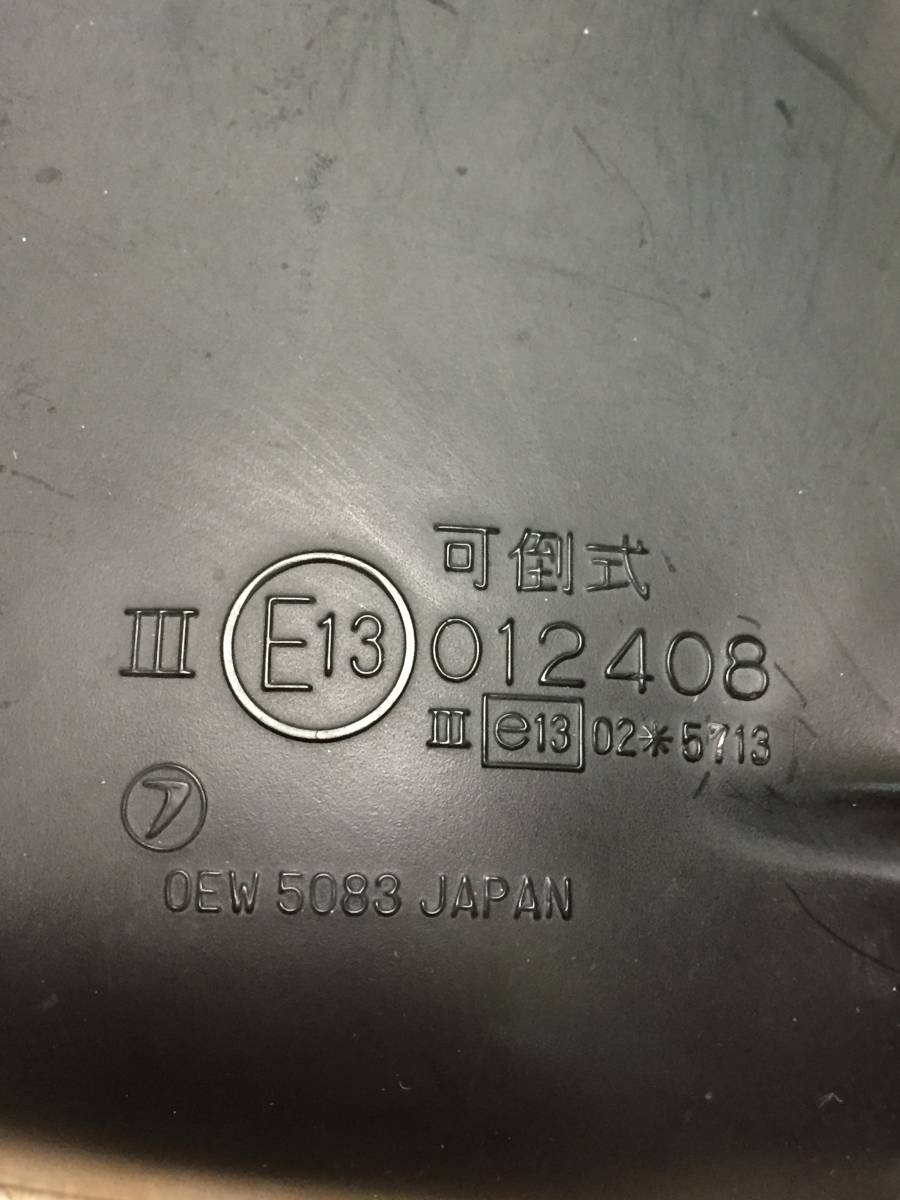 可倒式
III E13 012408
III e13 02*5713
OEW 5083 JAPAN